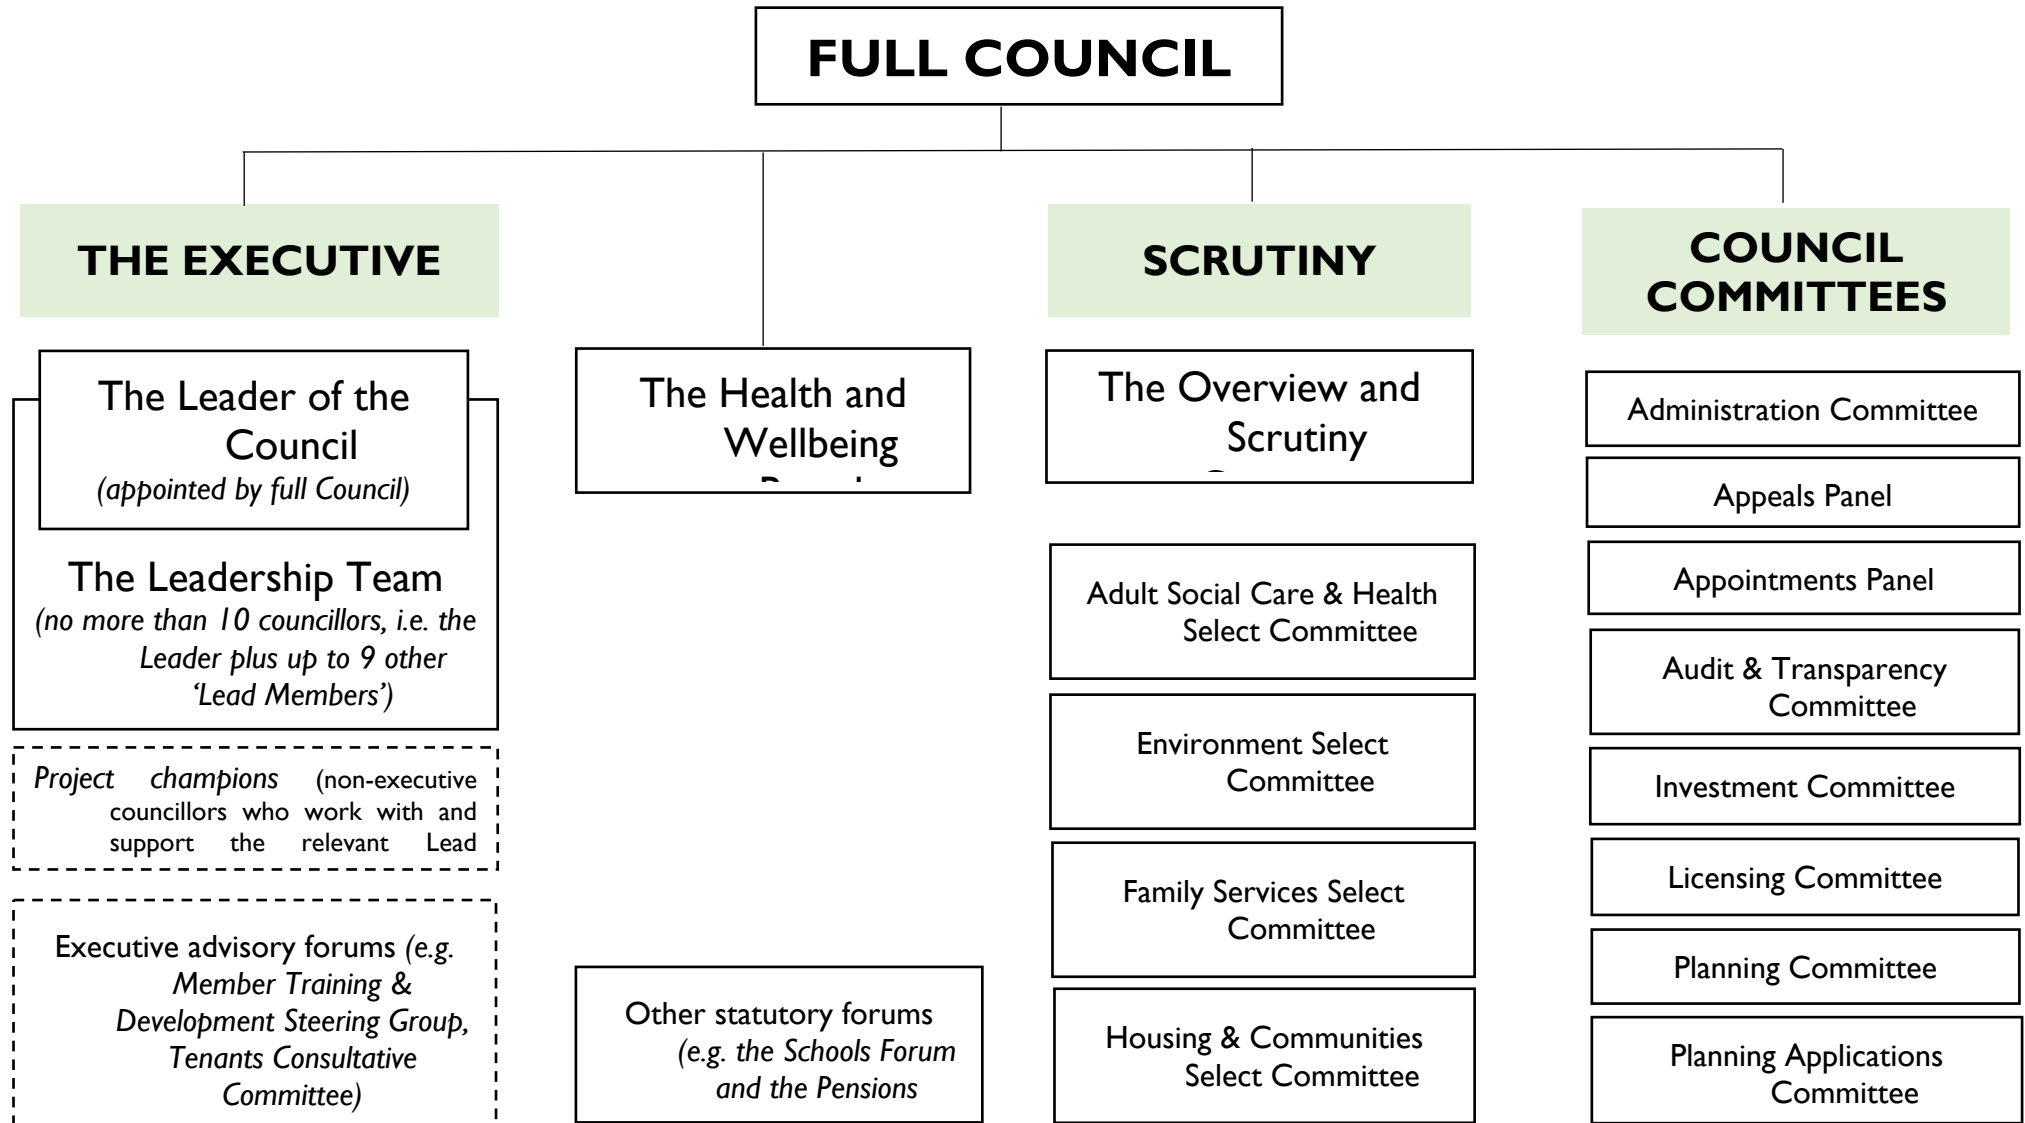 FULL COUNCIL
THE EXECUTIVE
The Leader of the
Council
(appointed by full Council)
The Leadership Team
(no more than 10 councillors, i.e. the
Leader plus up to 9 other
‘Lead Members’)
Project champions (non-executive
councillors who work with and
support the relevant Lead
Executive advisory forums (e.g.
Member Training &
Development Steering Group,
Tenants Consultative
Committee)
The Health and
Wellbeing
Other statutory forums
(e.g. the Schools Forum
and the Pensions
SCRUTINY
The Overview and
Scrutiny
Adult Social Care & Health
Select Committee
Environment Select
Committee
Family Services Select
Committee
Housing & Communities
Select Committee
COUNCIL
COMMITTEES
Administration Committee
Appeals Panel
Appointments Panel
Audit & Transparency
Committee
Investment Committee
Licensing Committee
Planning Committee
Planning Applications
Committee